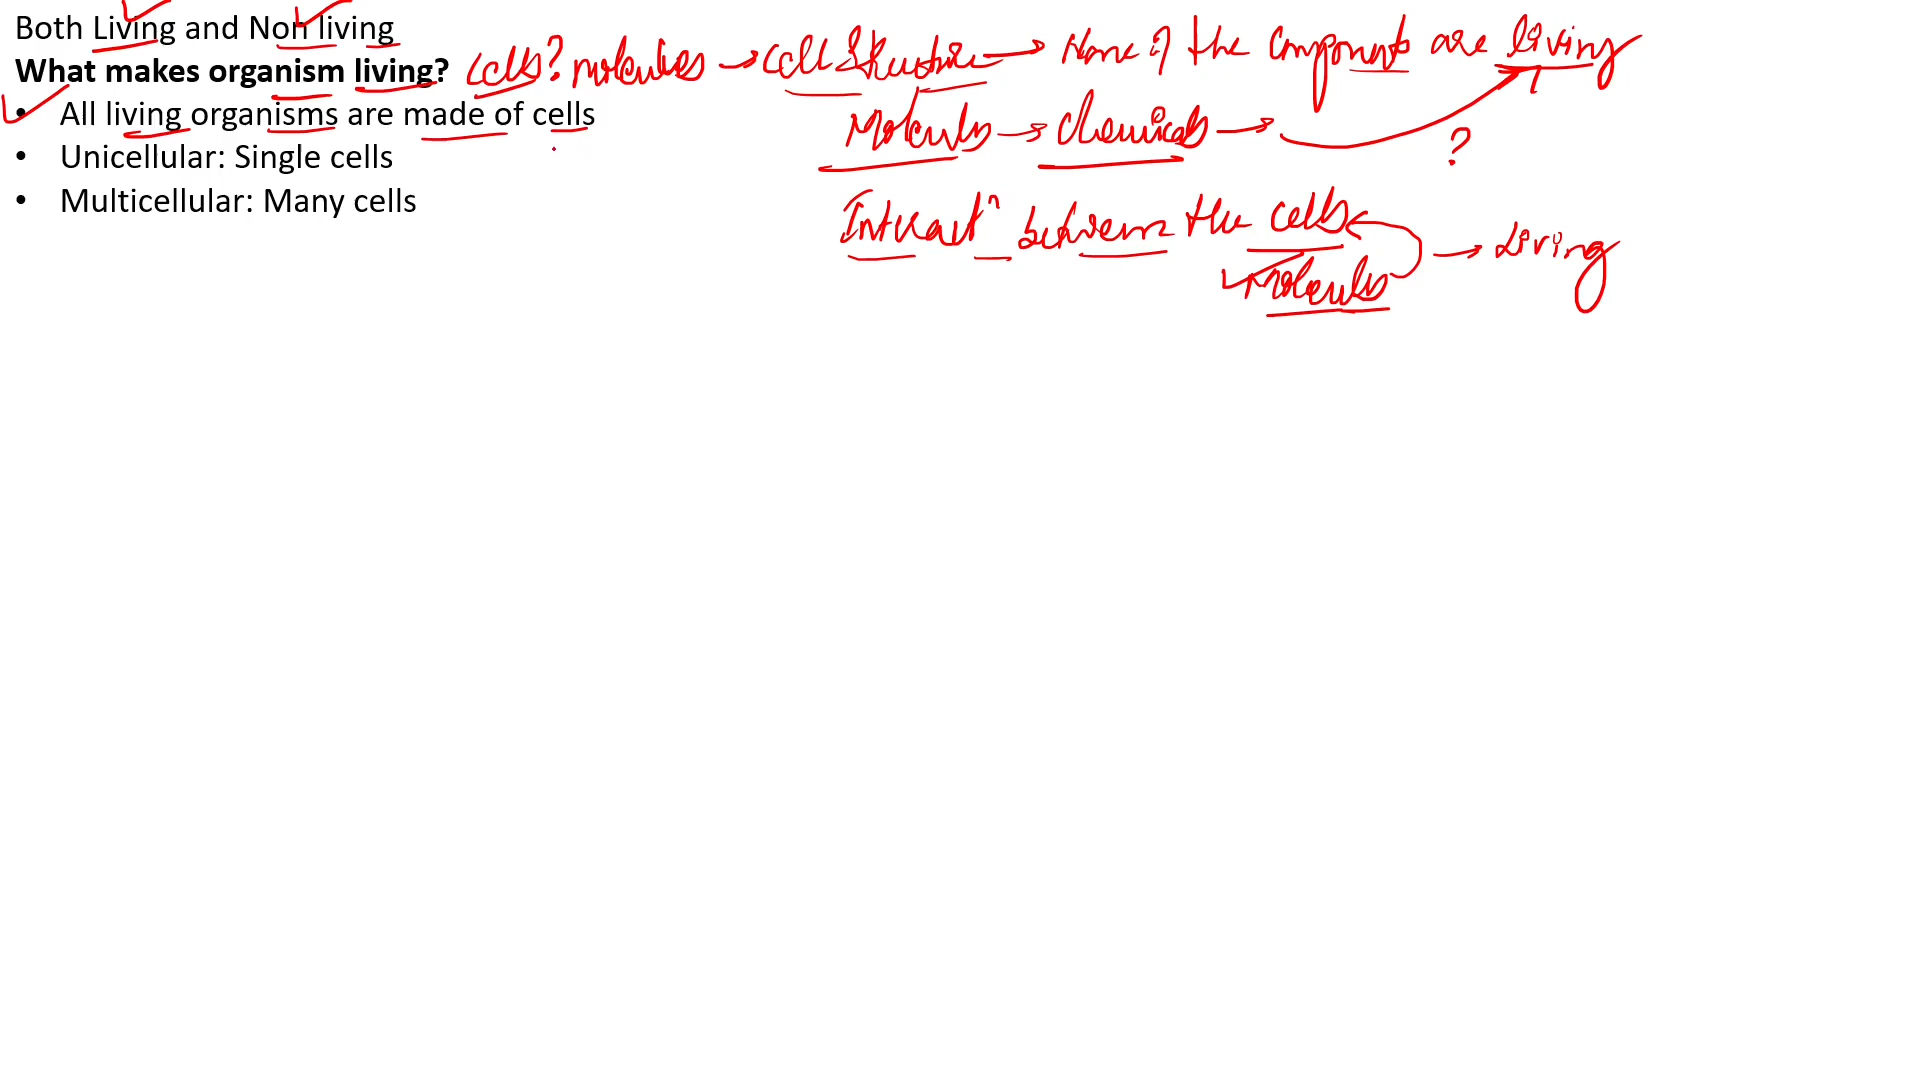 Both Living and Non living
What makes organism living? Cells? molecules → Cell Structure → None of the components are living
• All living organisms are made of cells
Molecules → Chemicals → ?
• Unicellular: Single cells
• Multicellular: Many cells
Interactⁿ between the cells → Living
molecules